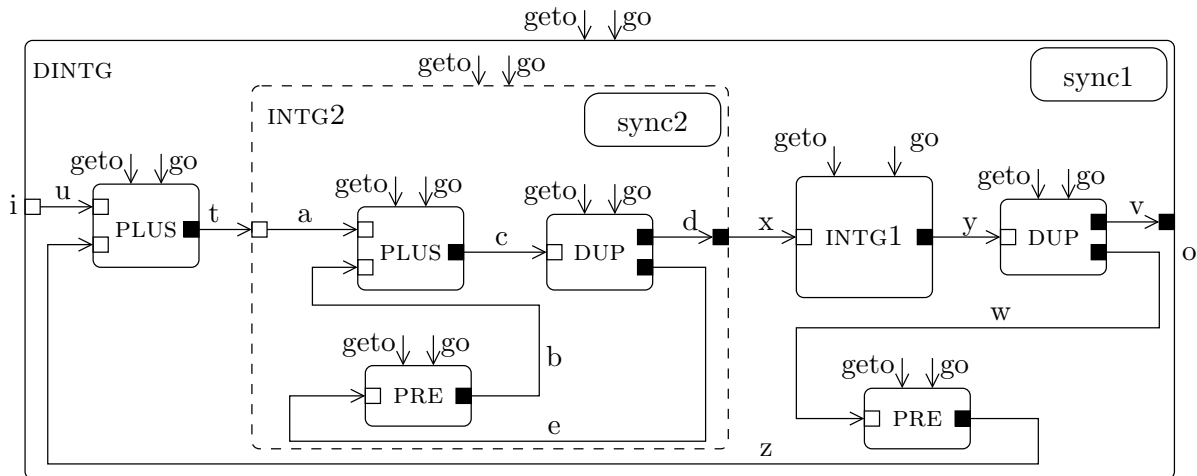 geto go
DINTG
sync1
geto go
INTG2
sync2
geto go
geto go
geto go
geto go
geto go
i
u
PLUS
t
a
PLUS
c
DUP
d
x
INTG1
y
DUP
v
o
w
geto go
PRE
b
e
geto go
PRE
z